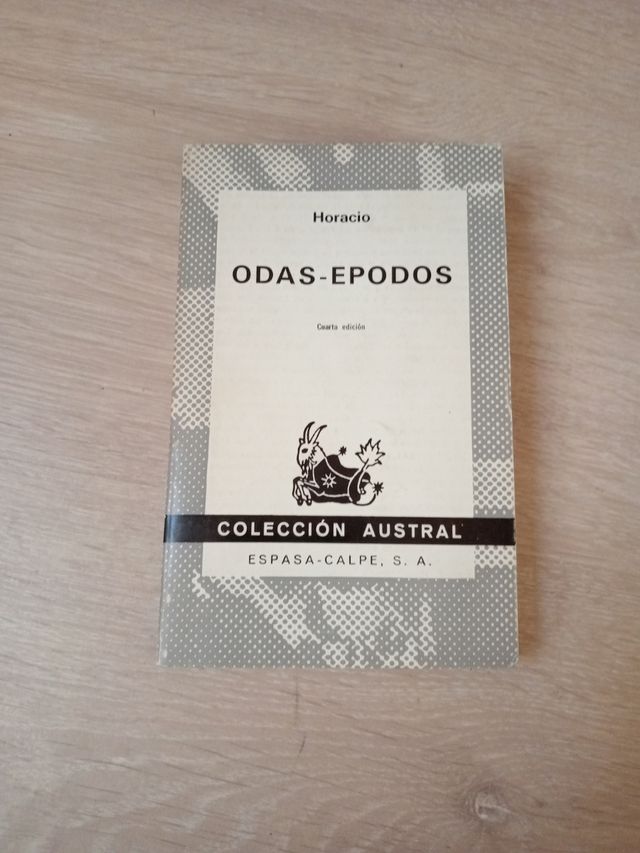 Horacio
ODAS-EPODOS
Cuarta edición
COLECCIÓN AUSTRAL
ESPASA-CALPE, S. A.